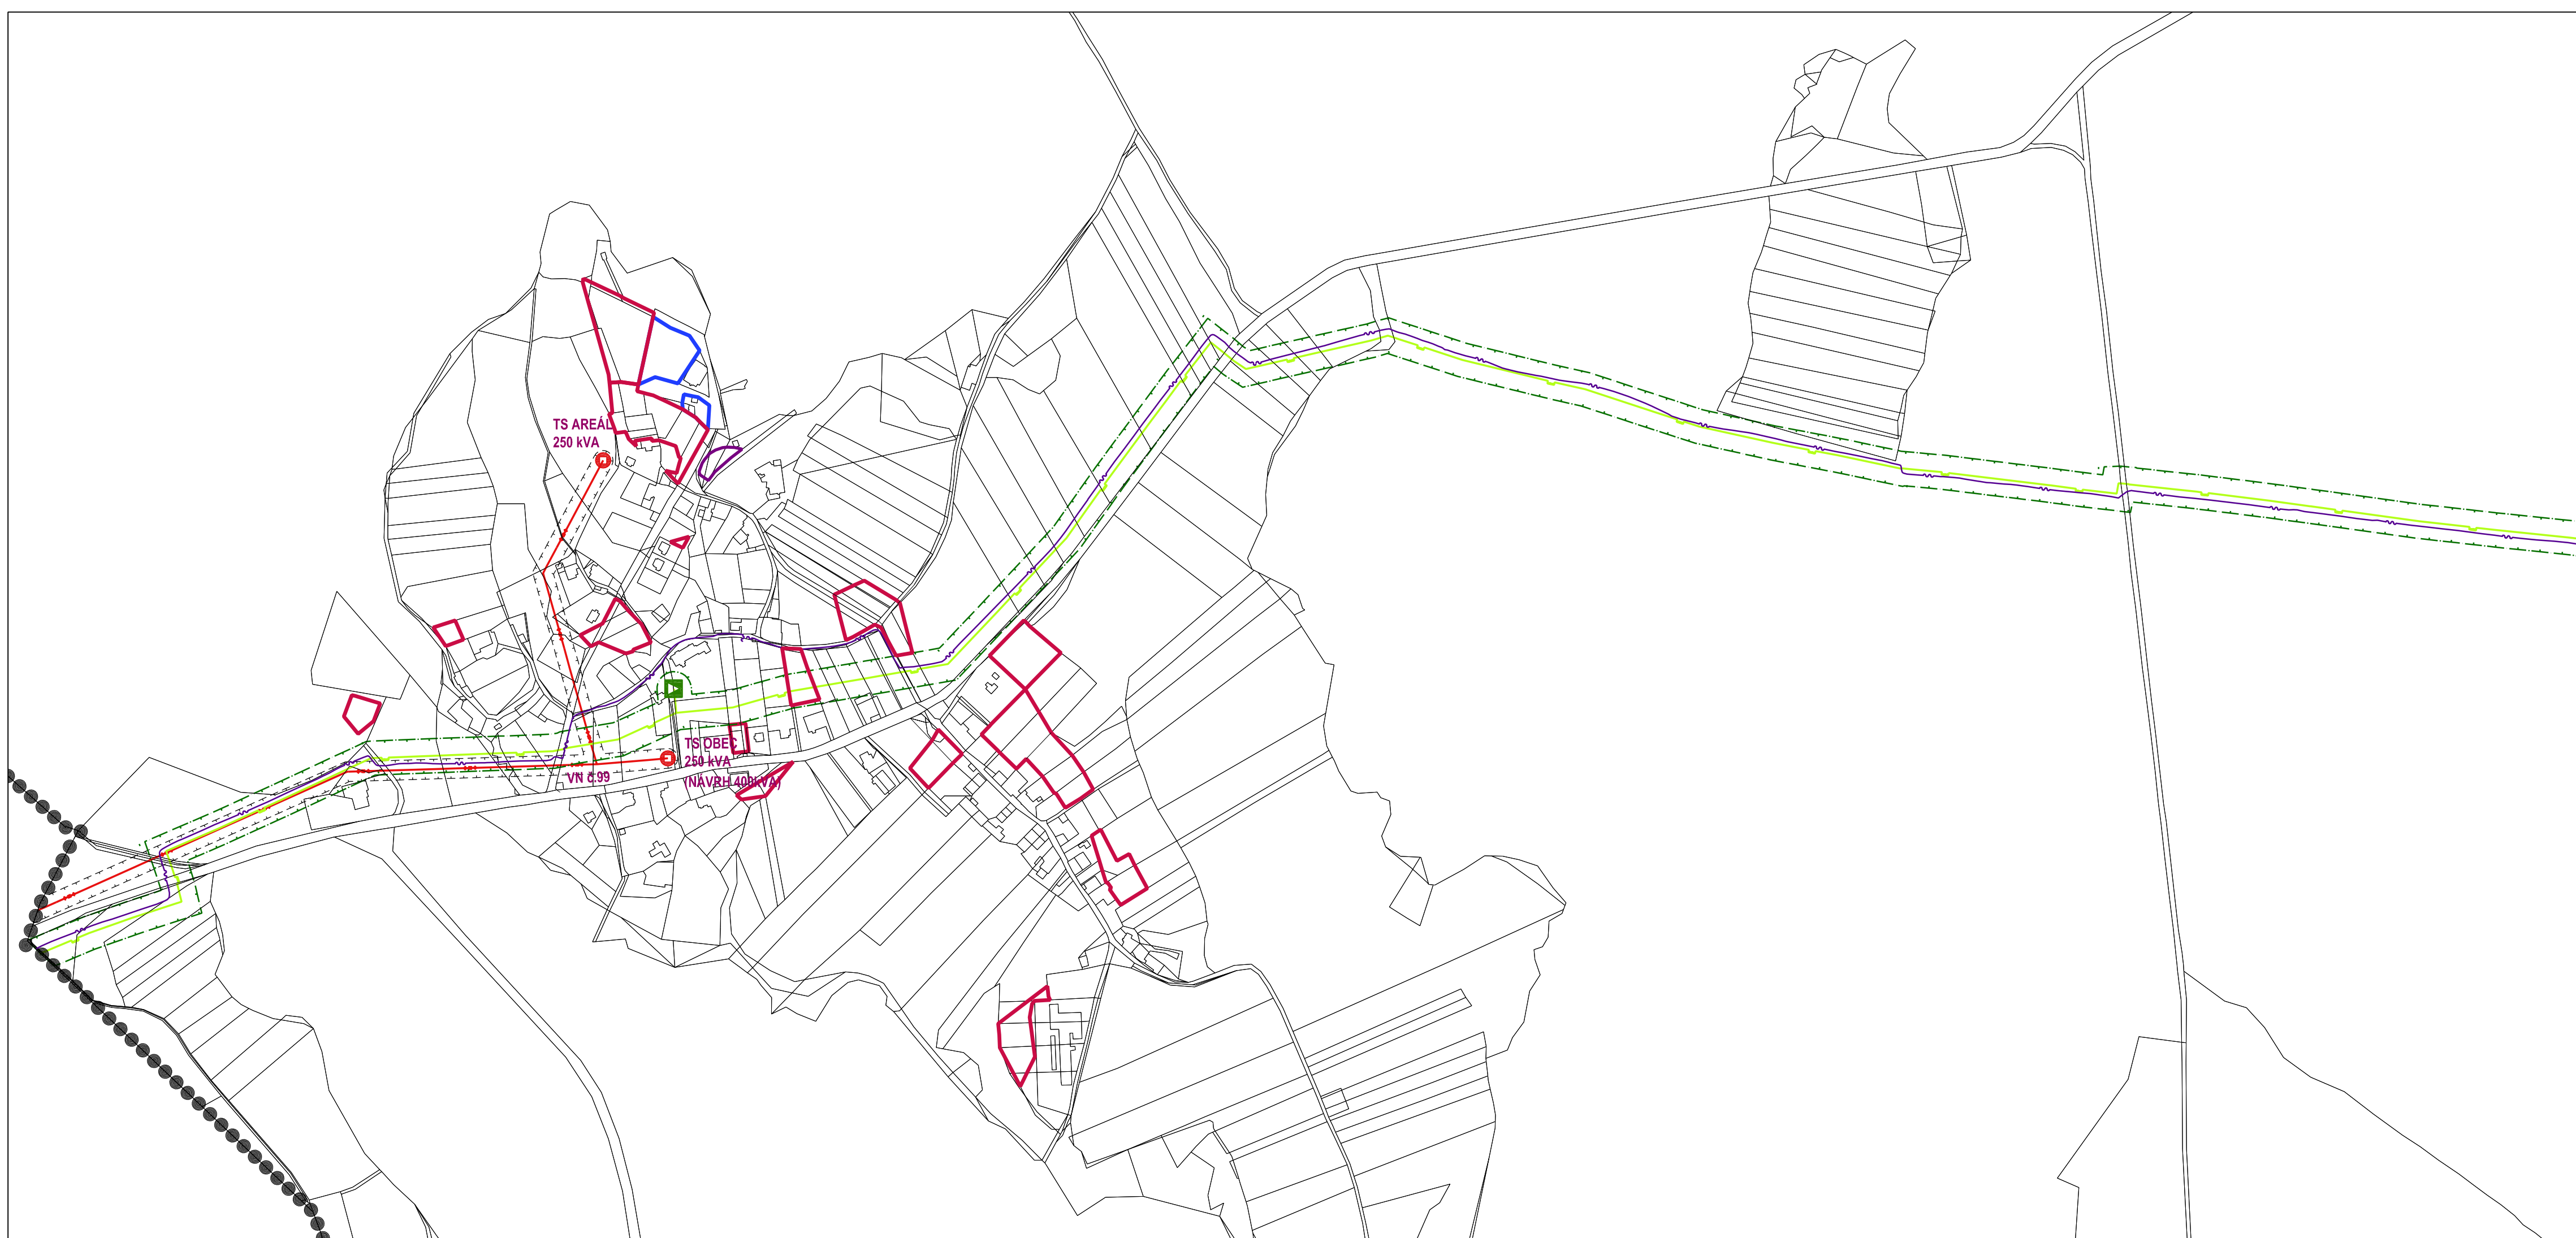 TS AREÁL
250 kVA
TS OBEC
250 kVA
(NÁVRH 400kVA)
VN č.99